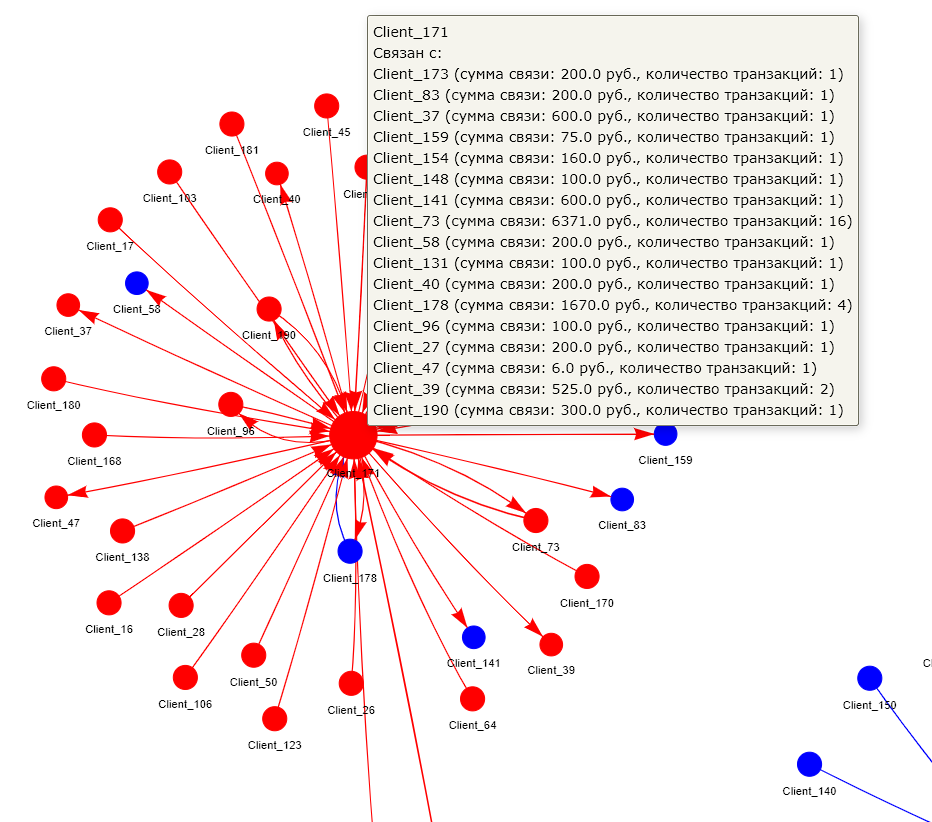 Client_171
Связан с:
Client_173 (сумма связи: 200.0 руб., количество транзакций: 1)
Client_83 (сумма связи: 200.0 руб., количество транзакций: 1)
Client_37 (сумма связи: 600.0 руб., количество транзакций: 1)
Client_159 (сумма связи: 75.0 руб., количество транзакций: 1)
Client_154 (сумма связи: 160.0 руб., количество транзакций: 1)
Client_148 (сумма связи: 100.0 руб., количество транзакций: 1)
Client_141 (сумма связи: 600.0 руб., количество транзакций: 1)
Client_73 (сумма связи: 6371.0 руб., количество транзакций: 16)
Client_58 (сумма связи: 200.0 руб., количество транзакций: 1)
Client_131 (сумма связи: 100.0 руб., количество транзакций: 1)
Client_40 (сумма связи: 200.0 руб., количество транзакций: 1)
Client_178 (сумма связи: 1670.0 руб., количество транзакций: 4)
Client_96 (сумма связи: 100.0 руб., количество транзакций: 1)
Client_27 (сумма связи: 200.0 руб., количество транзакций: 1)
Client_47 (сумма связи: 6.0 руб., количество транзакций: 1)
Client_39 (сумма связи: 525.0 руб., количество транзакций: 2)
Client_190 (сумма связи: 300.0 руб., количество транзакций: 1)
Client_45
Client_181
Client_103
Client_40
Client_17
Client_58
Client_37
Client_190
Client_180
Client_96
Client_168
Client_159
Client_171
Client_47
Client_83
Client_138
Client_73
Client_178
Client_170
Client_16
Client_28
Client_141
Client_39
Client_50
Client_106
Client_26
Client_150
Client_64
Client_123
Client_140